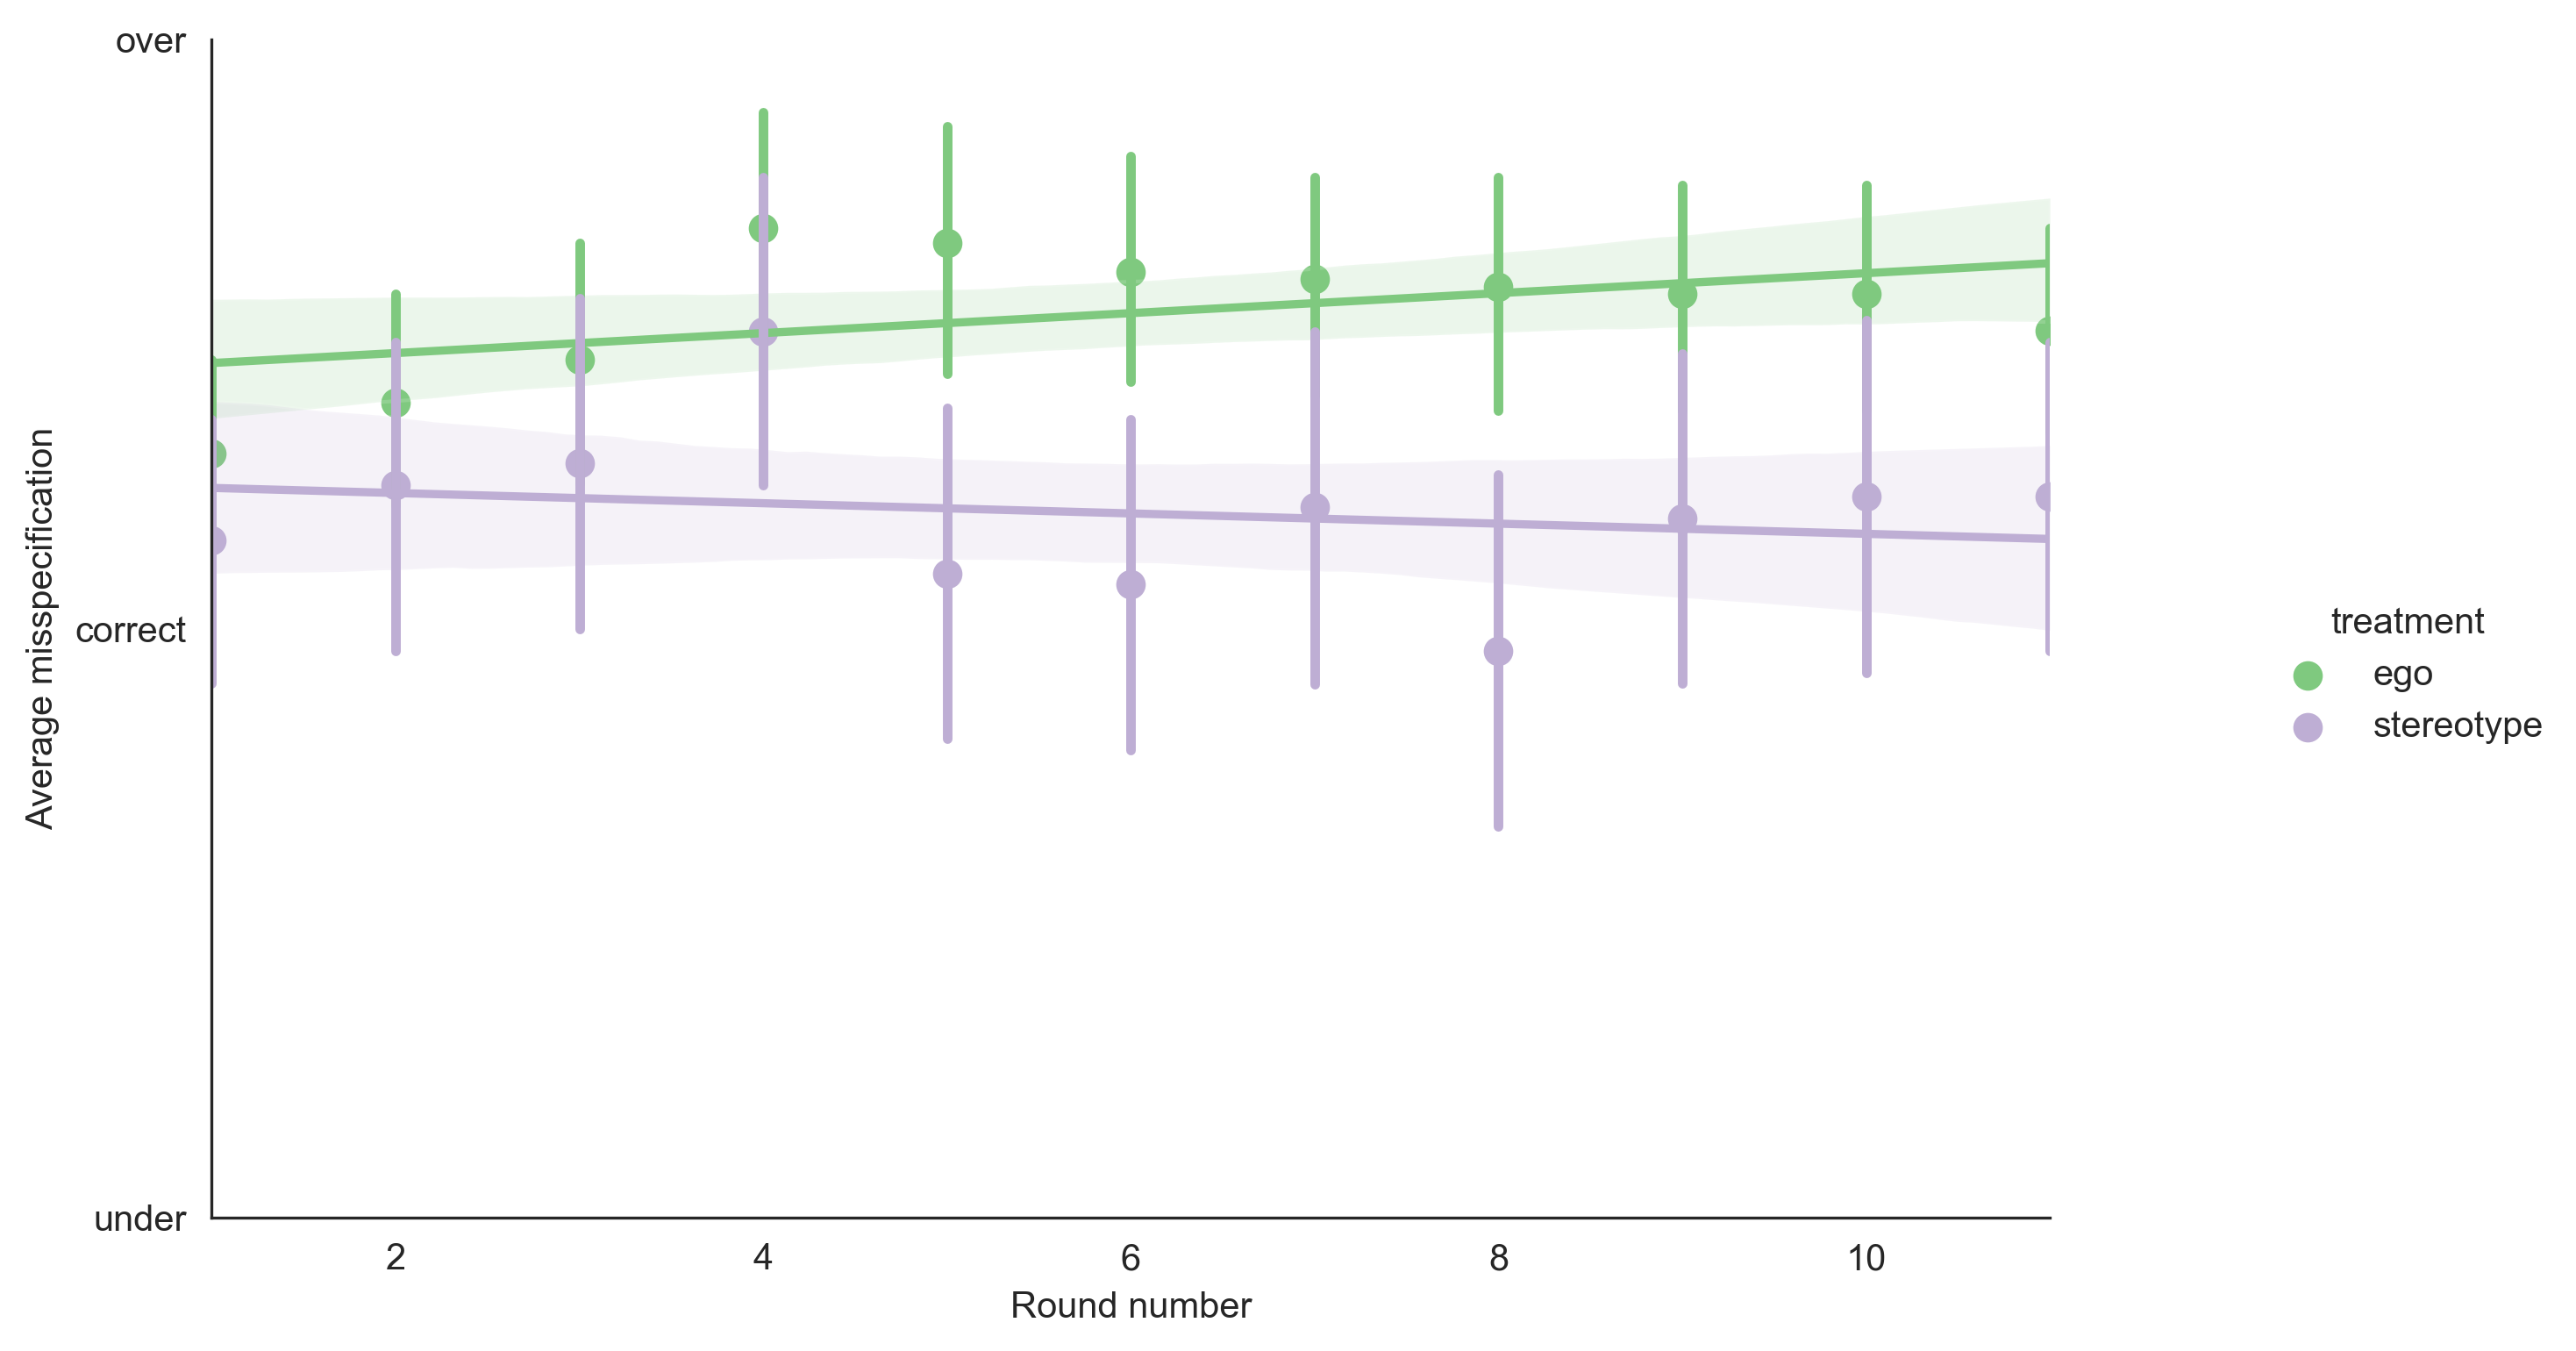 over
correct
under
Average misspecification
2 4 6 8 10
Round number
treatment
ego
stereotype